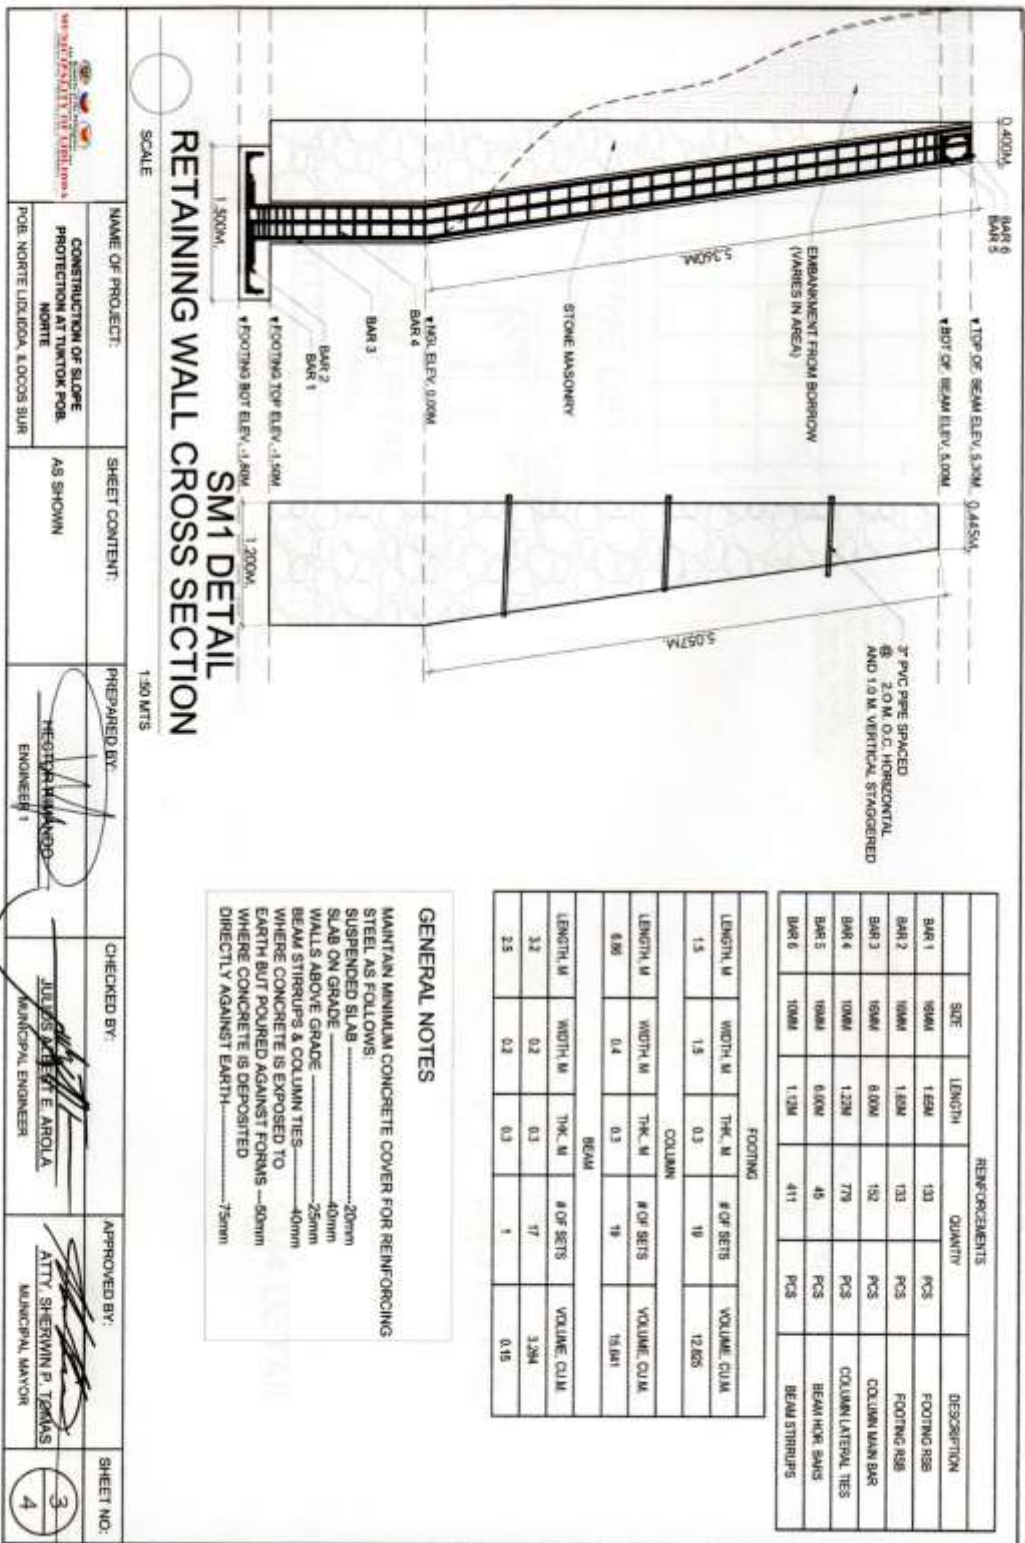 0.400M.
BAR 6
BAR 5
TOP OF BEAM ELEV. 5.30M.
BOT OF BEAM ELEV. 5.00M
5.360M.
EMBANKMENT FROM BORROW
(VARIES IN AREA)
STONE MASONRY
NGL ELEV. 0.00M
BAR 4
BAR 3
BAR 2
BAR 1
FOOTING TOP ELEV. -1.50M
FOOTING BOT ELEV. -1.80M
1.500M.
0.445M.
3" PVC PIPE SPACED
@ 2.0 M. O.C. HORIZONTAL
AND 1.0 M. VERTICAL STAGGERED
5.057M.
1.200M.
SM1 DETAIL
RETAINING WALL CROSS SECTION
SCALE
1:50 MTS
REINFORCEMENTS
SIZE LENGTH QUANTIY DESCRIPTION
BAR 1 16MM 1.65M 133 PCS FOOTING RSB
BAR 2 16MM 1.65M 133 PCS FOOTING RSB
BAR 3 16MM 6.00M 152 PCS COLUMN MAIN BAR
BAR 4 10MM 1.22M 779 PCS COLUMN LATERAL TIES
BAR 5 16MM 6.00M 45 PCS BEAM HOR. BARS
BAR 6 10MM 1.12M 411 PCS BEAM STIRRUPS
FOOTING
LENGTH, M WIDTH, M THK., M # OF SETS VOLUME, CU.M.
1.5 1.5 0.3 19 12.825
COLUMN
LENGTH, M WIDTH, M THK., M # OF SETS VOLUME, CU.M.
6.86 0.4 0.3 19 15.641
BEAM
LENGTH, M WIDTH, M THK., M # OF SETS VOLUME, CU.M.
3.2 0.2 0.3 17 3.264
2.5 0.2 0.3 1 0.15
GENERAL NOTES
MAINTAIN MINIMUM CONCRETE COVER FOR REINFORCING
STEEL AS FOLLOWS:
SUSPENDED SLAB ----------20mm
SLAB ON GRADE ----------40mm
WALLS ABOVE GRADE ----------25mm
BEAM STIRRUPS & COLUMN TIES----------40mm
WHERE CONCRETE IS EXPOSED TO
EARTH BUT POURED AGAINST FORMS ---50mm
WHERE CONCRETE IS DEPOSITED
DIRECTLY AGAINST EARTH----------75mm
MUNICIPALITY OF LIDLIDDA
NAME OF PROJECT:
CONSTRUCTION OF SLOPE
PROTECTION AT TUKTOK POB.
NORTE
POB. NORTE LIDLIDDA, ILOCOS SUR
SHEET CONTENT:
AS SHOWN
PREPARED BY:
ENGINEER 1
CHECKED BY:
E. AROLA
MUNICIPAL ENGINEER
APPROVED BY:
ATTY. SHERWIN P. TOMAS
MUNICIPAL MAYOR
SHEET NO:
3
4